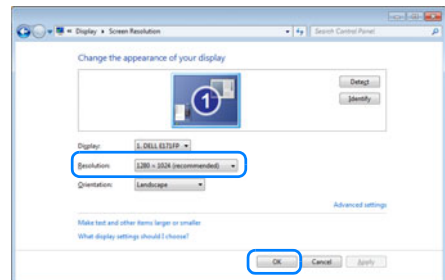 « Display ▸ Screen Resolution
Search Control Panel
Change the appearance of your display
1
Detect
Identify
Display: 1. DELL E171FP
Resolution: 1280 × 1024 (recommended)
Orientation: Landscape
Advanced settings
Make text and other items larger or smaller
What display settings should I choose?
OK Cancel Apply